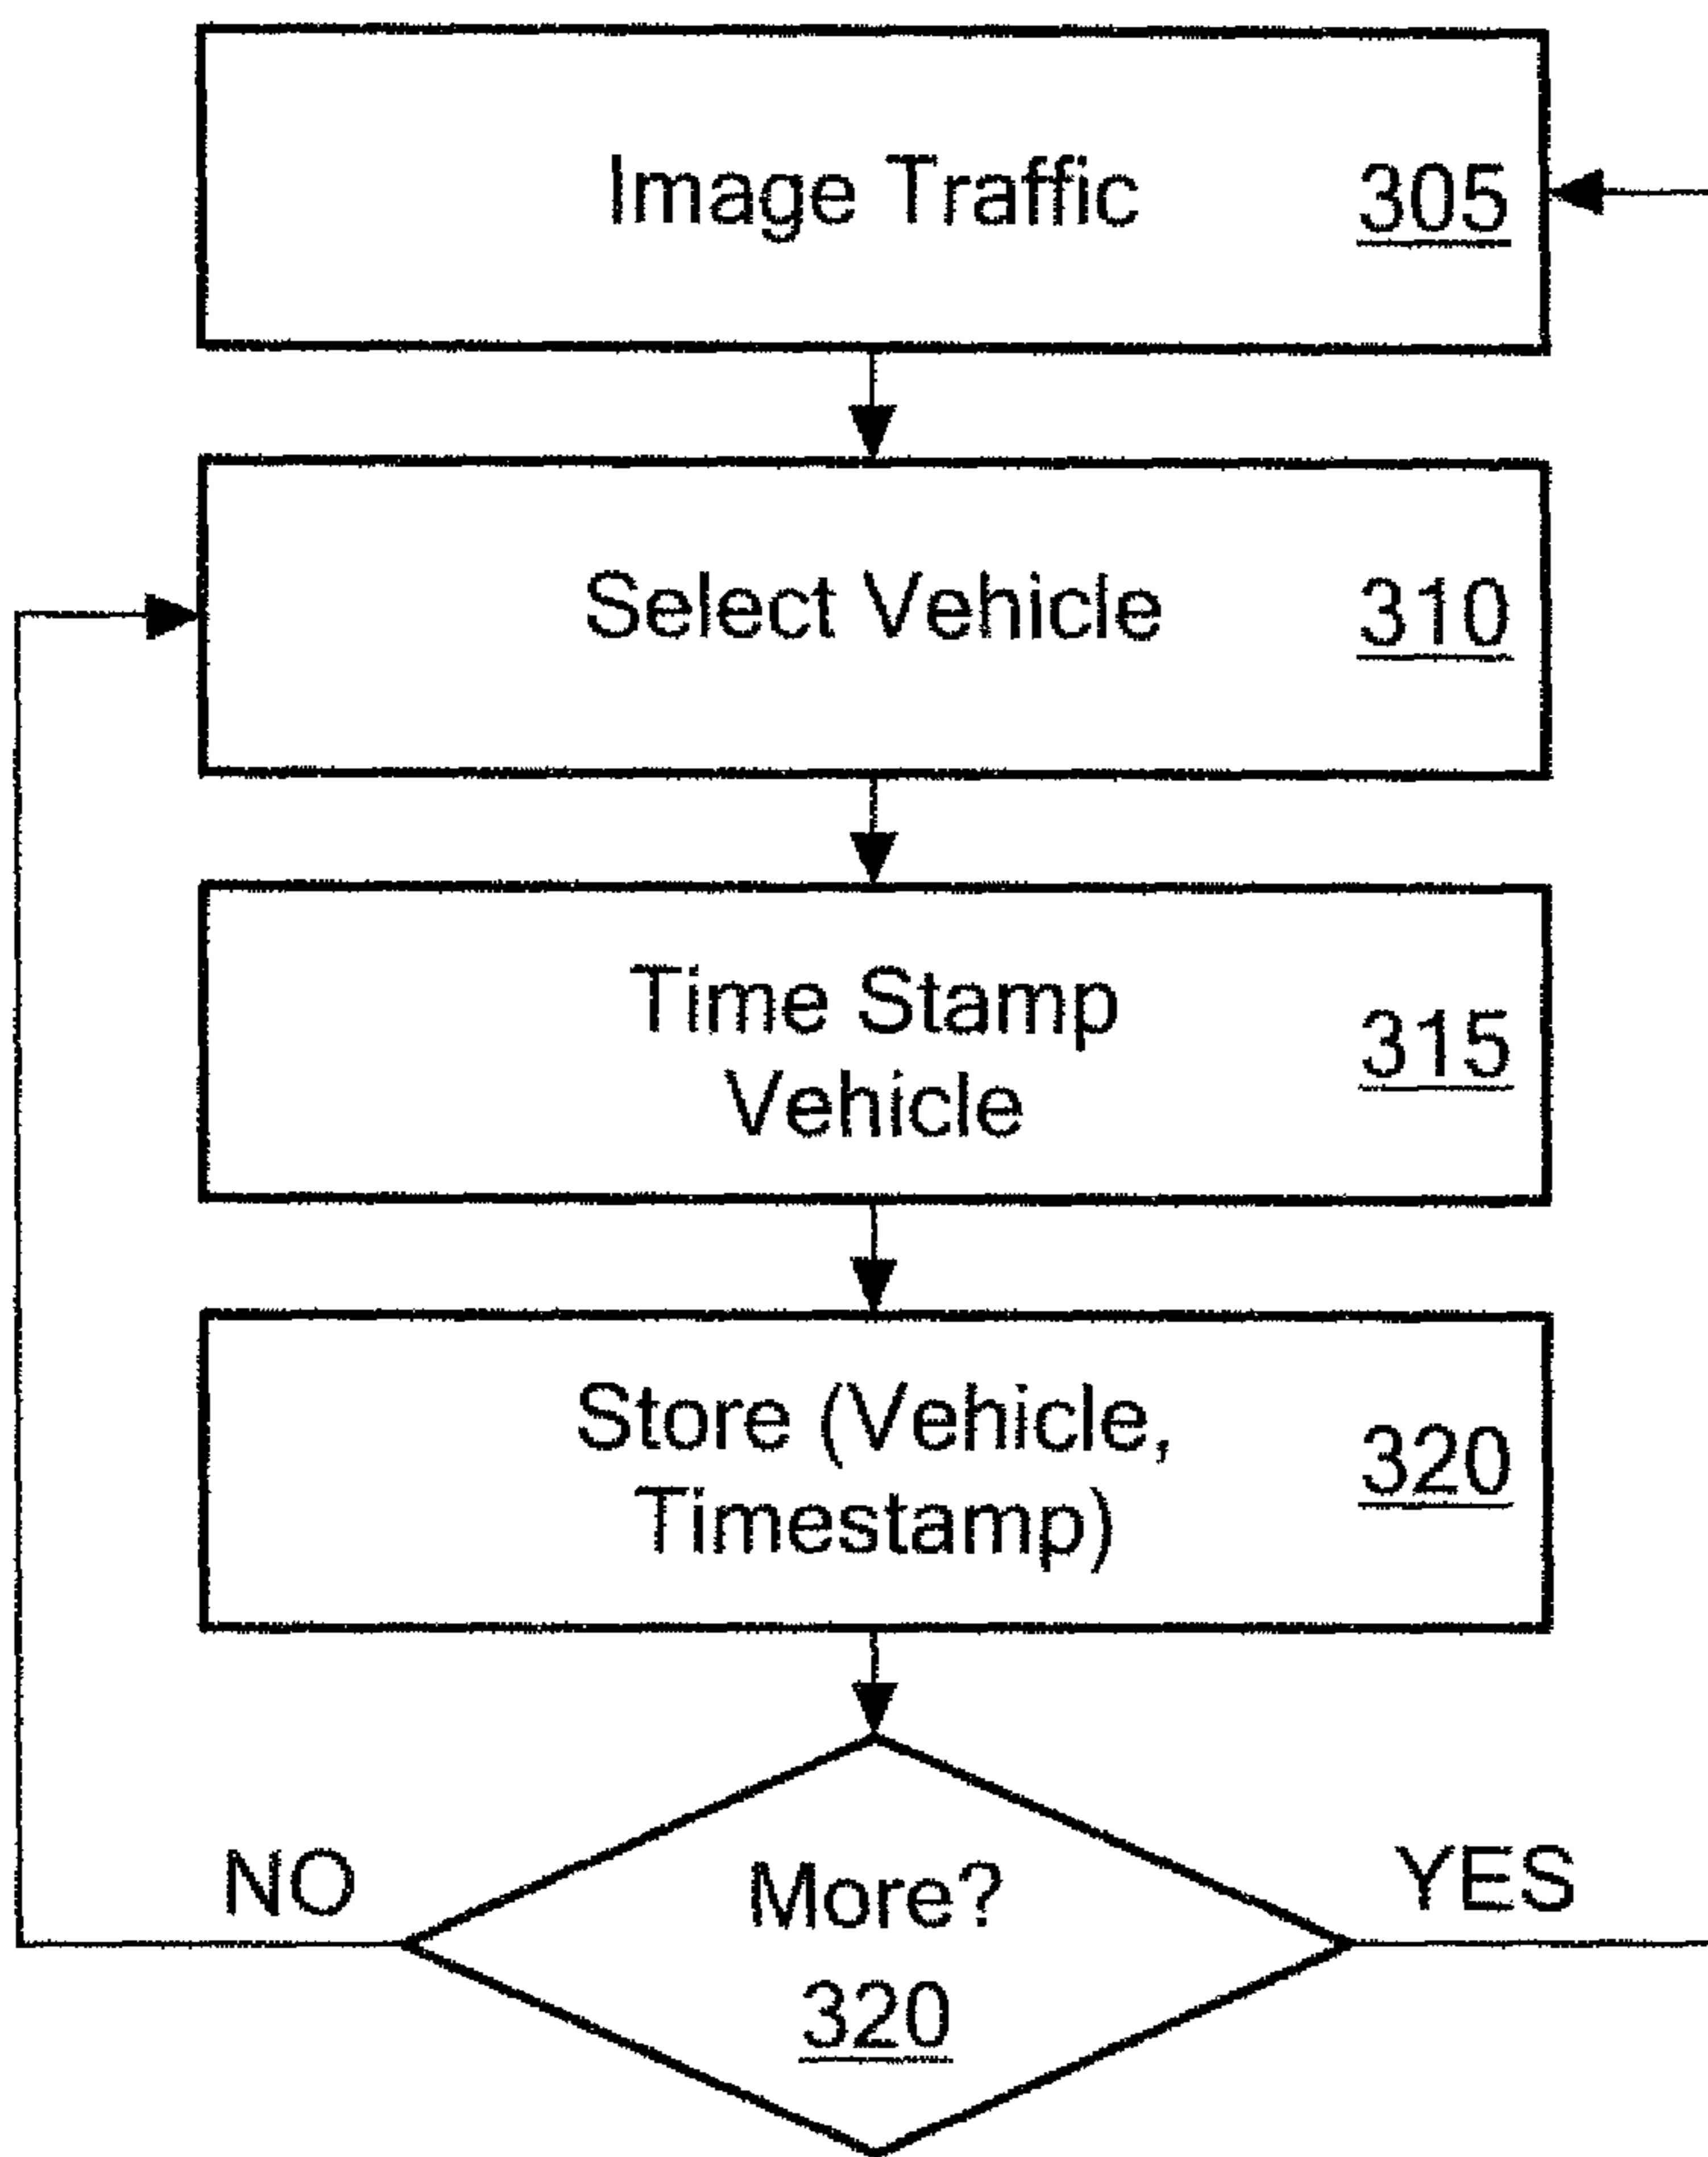 Image Traffic 305
Select Vehicle 310
Time Stamp
Vehicle
315
Store (Vehicle,
Timestamp)
320
NO
More?
YES
320